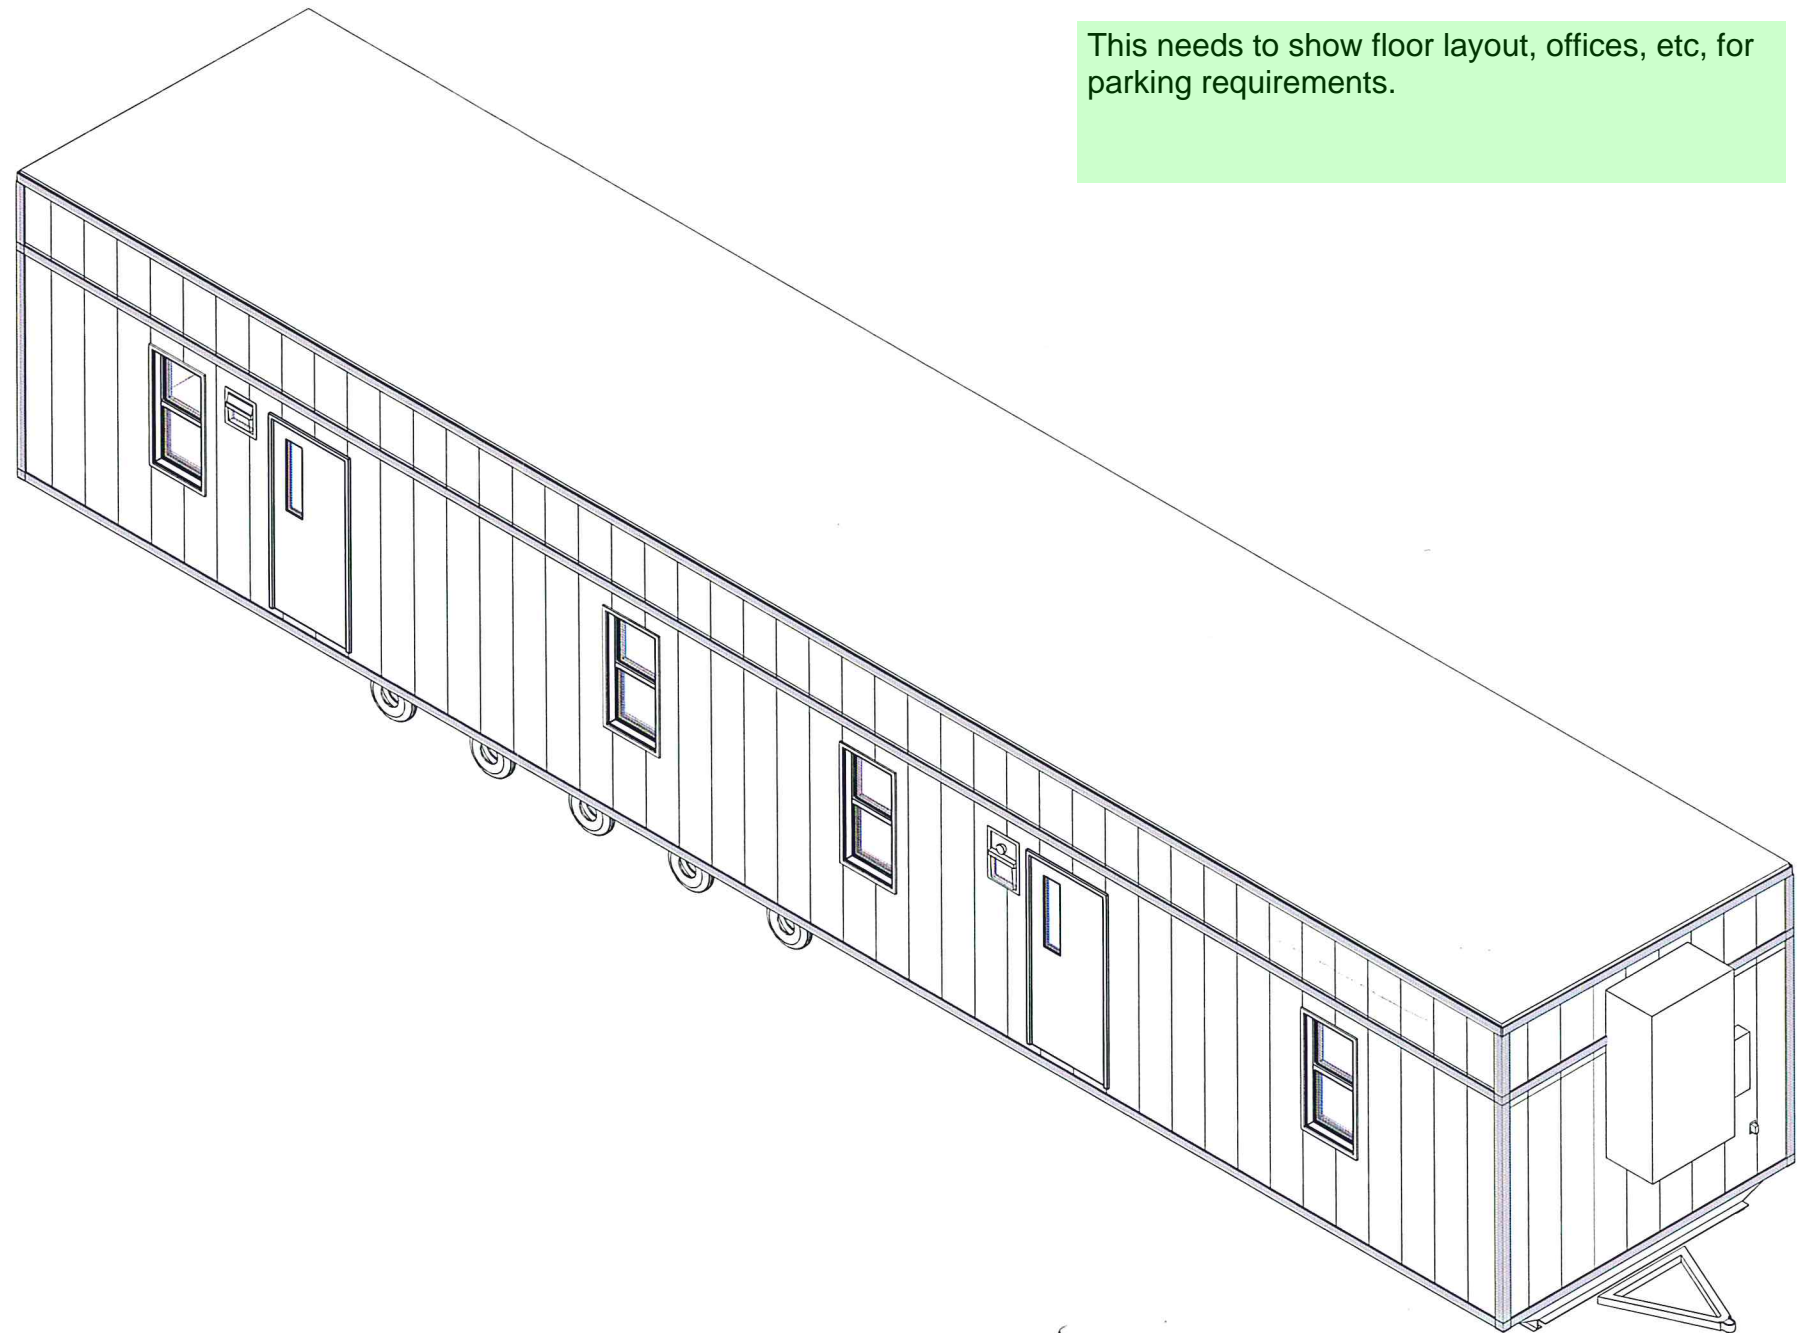 This needs to show floor layout, offices, etc, for
parking requirements.